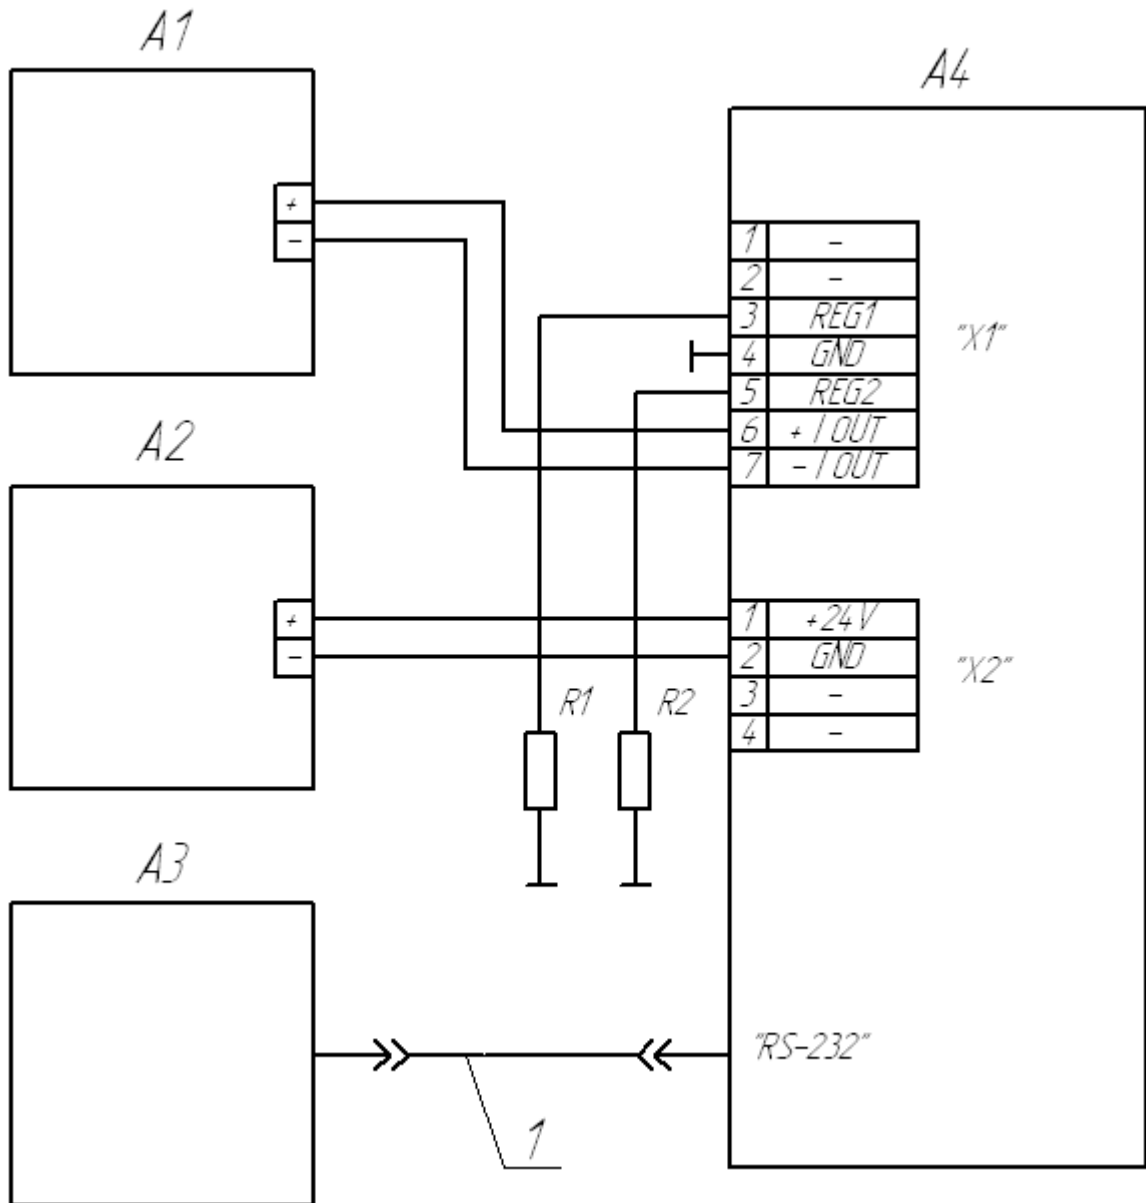 A1
+
-
A2
+
-
A3
A4
1 -
2 -
3 REG1
4 GND
5 REG2
6 + I OUT
7 - I OUT
"X1"
1 +24V
2 GND
3 -
4 -
"X2"
R1
R2
"RS-232"
1